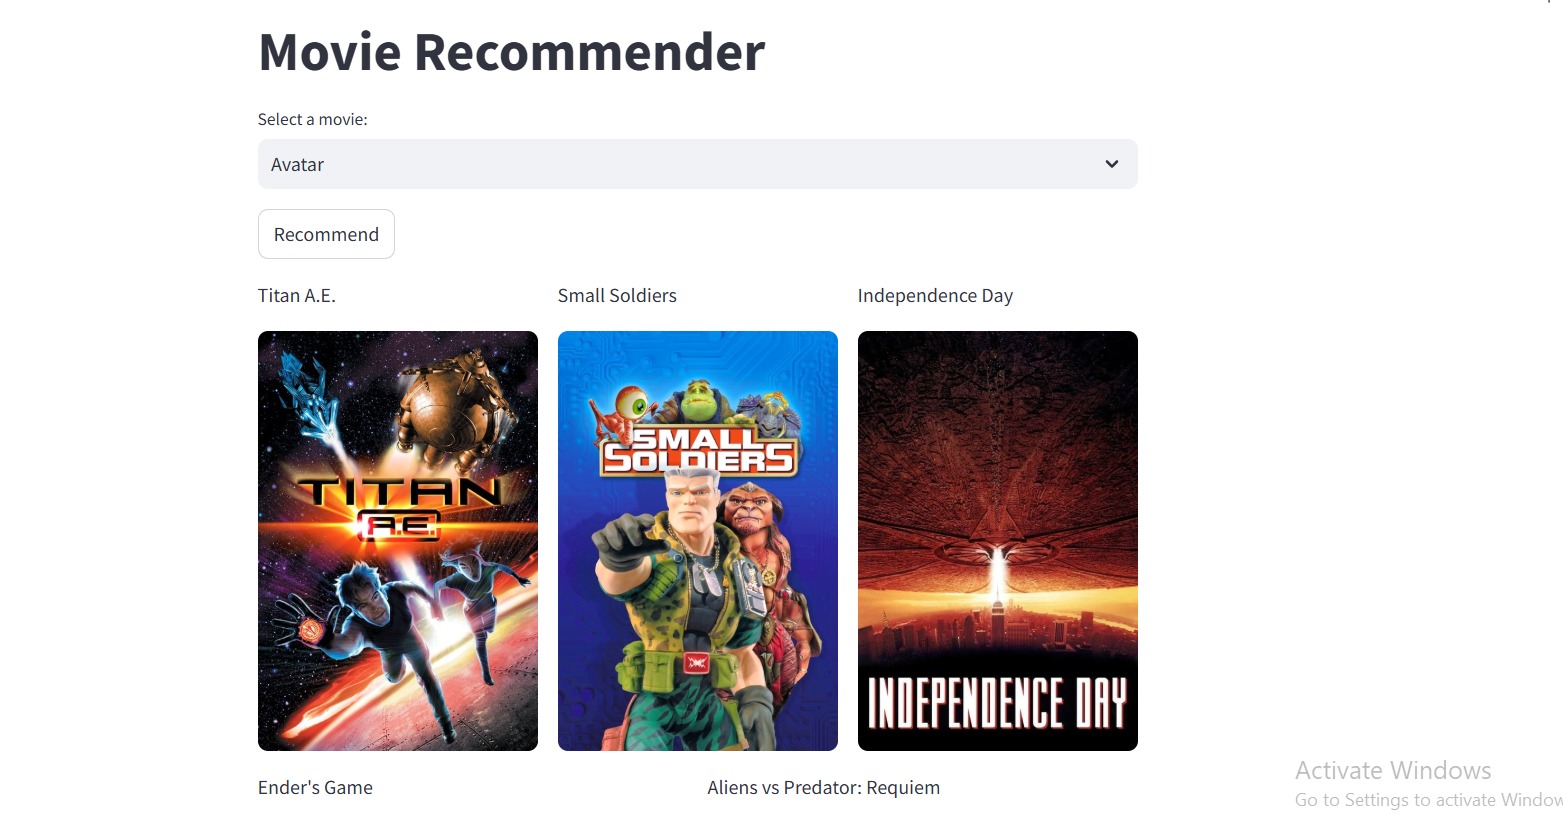 Movie Recommender
Select a movie:
Avatar
Recommend
Titan A.E.
Small Soldiers
Independence Day
TITAN
A.E.
SMALL
SOLDIERS
INDEPENDENCE DAY
Ender's Game
Aliens vs Predator: Requiem
Activate Windows
Go to Settings to activate Window